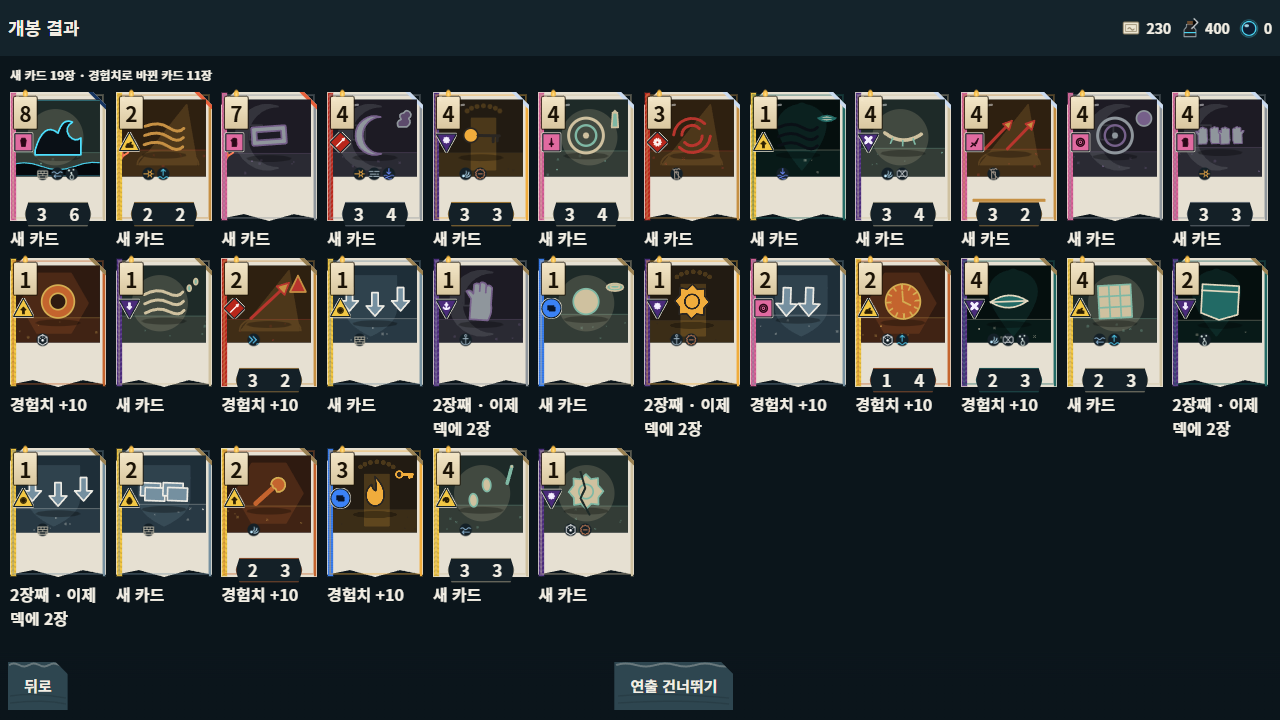 개봉 결과
230 400 0
새 카드 19장 · 경험치로 바뀐 카드 11장
8 2 7 4 4 4 3 1 4 4 4 4
3 6 2 2 3 4 3 3 3 4 3 4 3 2 3 3
새 카드 새 카드 새 카드 새 카드 새 카드 새 카드 새 카드 새 카드 새 카드 새 카드 새 카드 새 카드
1 1 2 1 1 1 1 2 2 4 4 2
3 2 1 4 2 3 2 3
경험치 +10 새 카드 경험치 +10 새 카드 2장째 · 이제 새 카드 2장째 · 이제 경험치 +10 경험치 +10 경험치 +10 새 카드 2장째 · 이제
덱에 2장 덱에 2장 덱에 2장
1 2 2 3 4 1
2 3 3 3
2장째 · 이제 새 카드 경험치 +10 경험치 +10 새 카드 새 카드
덱에 2장
뒤로 연출 건너뛰기